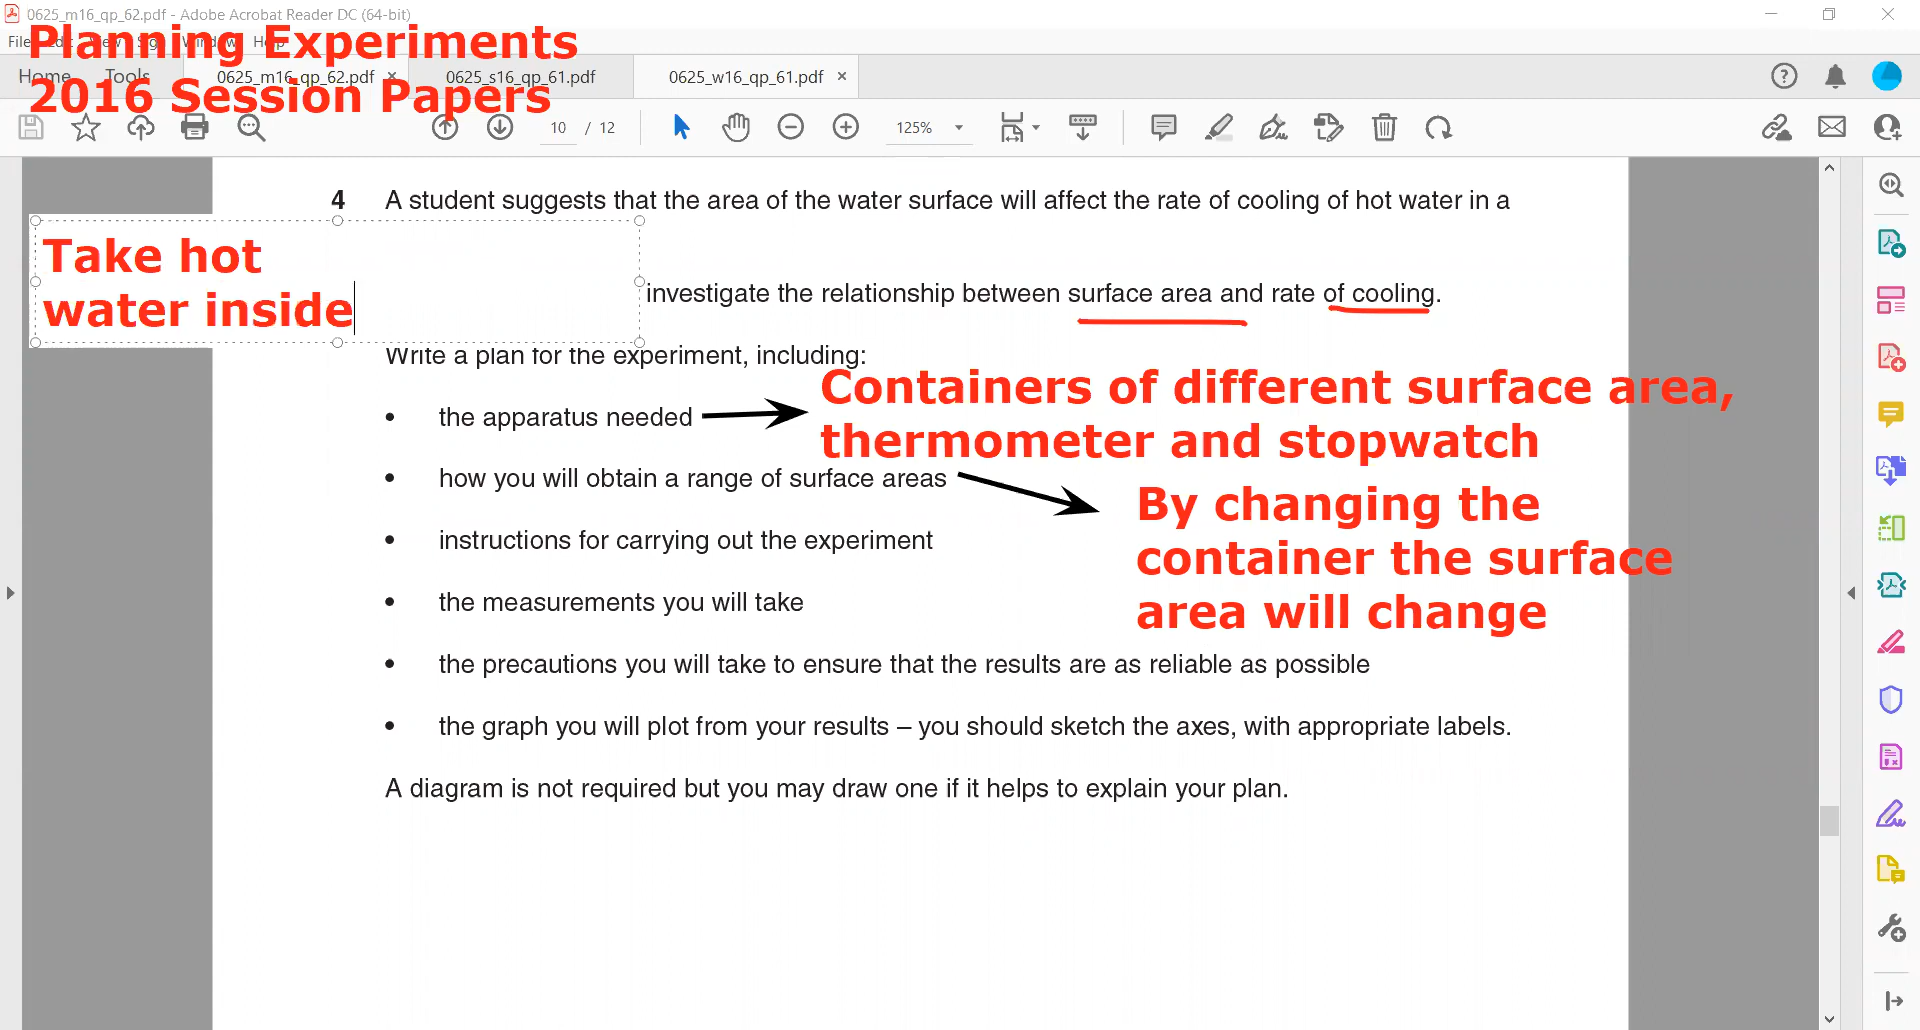 0625_m16_qp_62.pdf - Adobe Acrobat Reader DC (64-bit)
Planning Experiments
2016 Session Papers
File Edit View Sign Window Help
Home Tools 0625_m16_qp_62.pdf × 0625_s16_qp_61.pdf 0625_w16_qp_61.pdf ×
10 / 12 125%
4 A student suggests that the area of the water surface will affect the rate of cooling of hot water in a
Take hot
water inside
investigate the relationship between surface area and rate of cooling.
Write a plan for the experiment, including:
• the apparatus needed
Containers of different surface area,
thermometer and stopwatch
• how you will obtain a range of surface areas
By changing the
container the surface
area will change
• instructions for carrying out the experiment
• the measurements you will take
• the precautions you will take to ensure that the results are as reliable as possible
• the graph you will plot from your results – you should sketch the axes, with appropriate labels.
A diagram is not required but you may draw one if it helps to explain your plan.